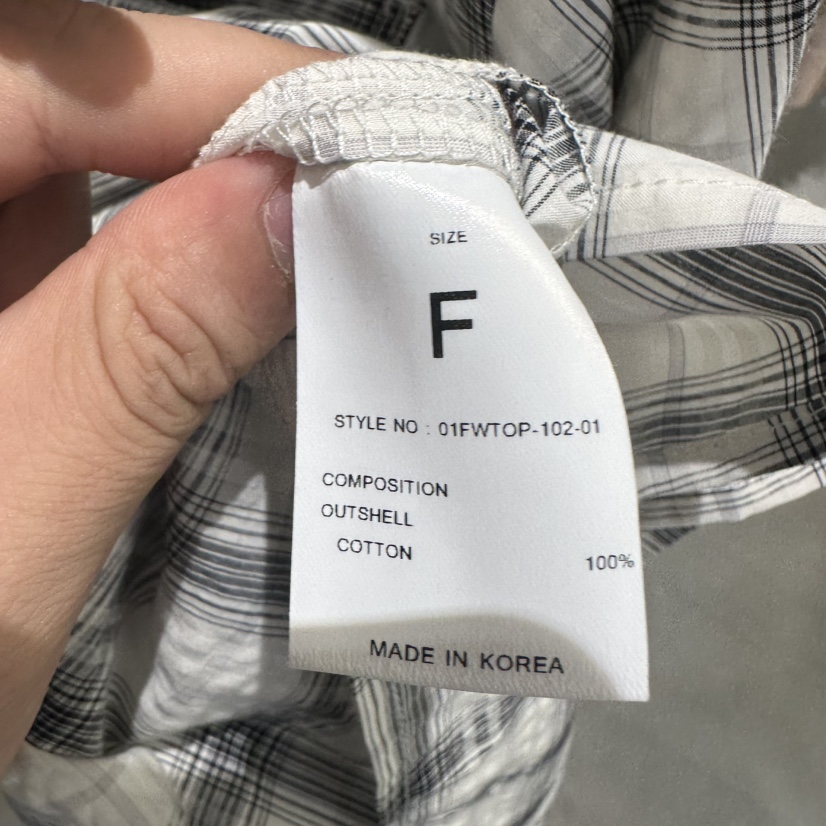 SIZE
F
STYLE NO : 01FWTOP-102-01
COMPOSITION
OUTSHELL
COTTON 100%
MADE IN KOREA